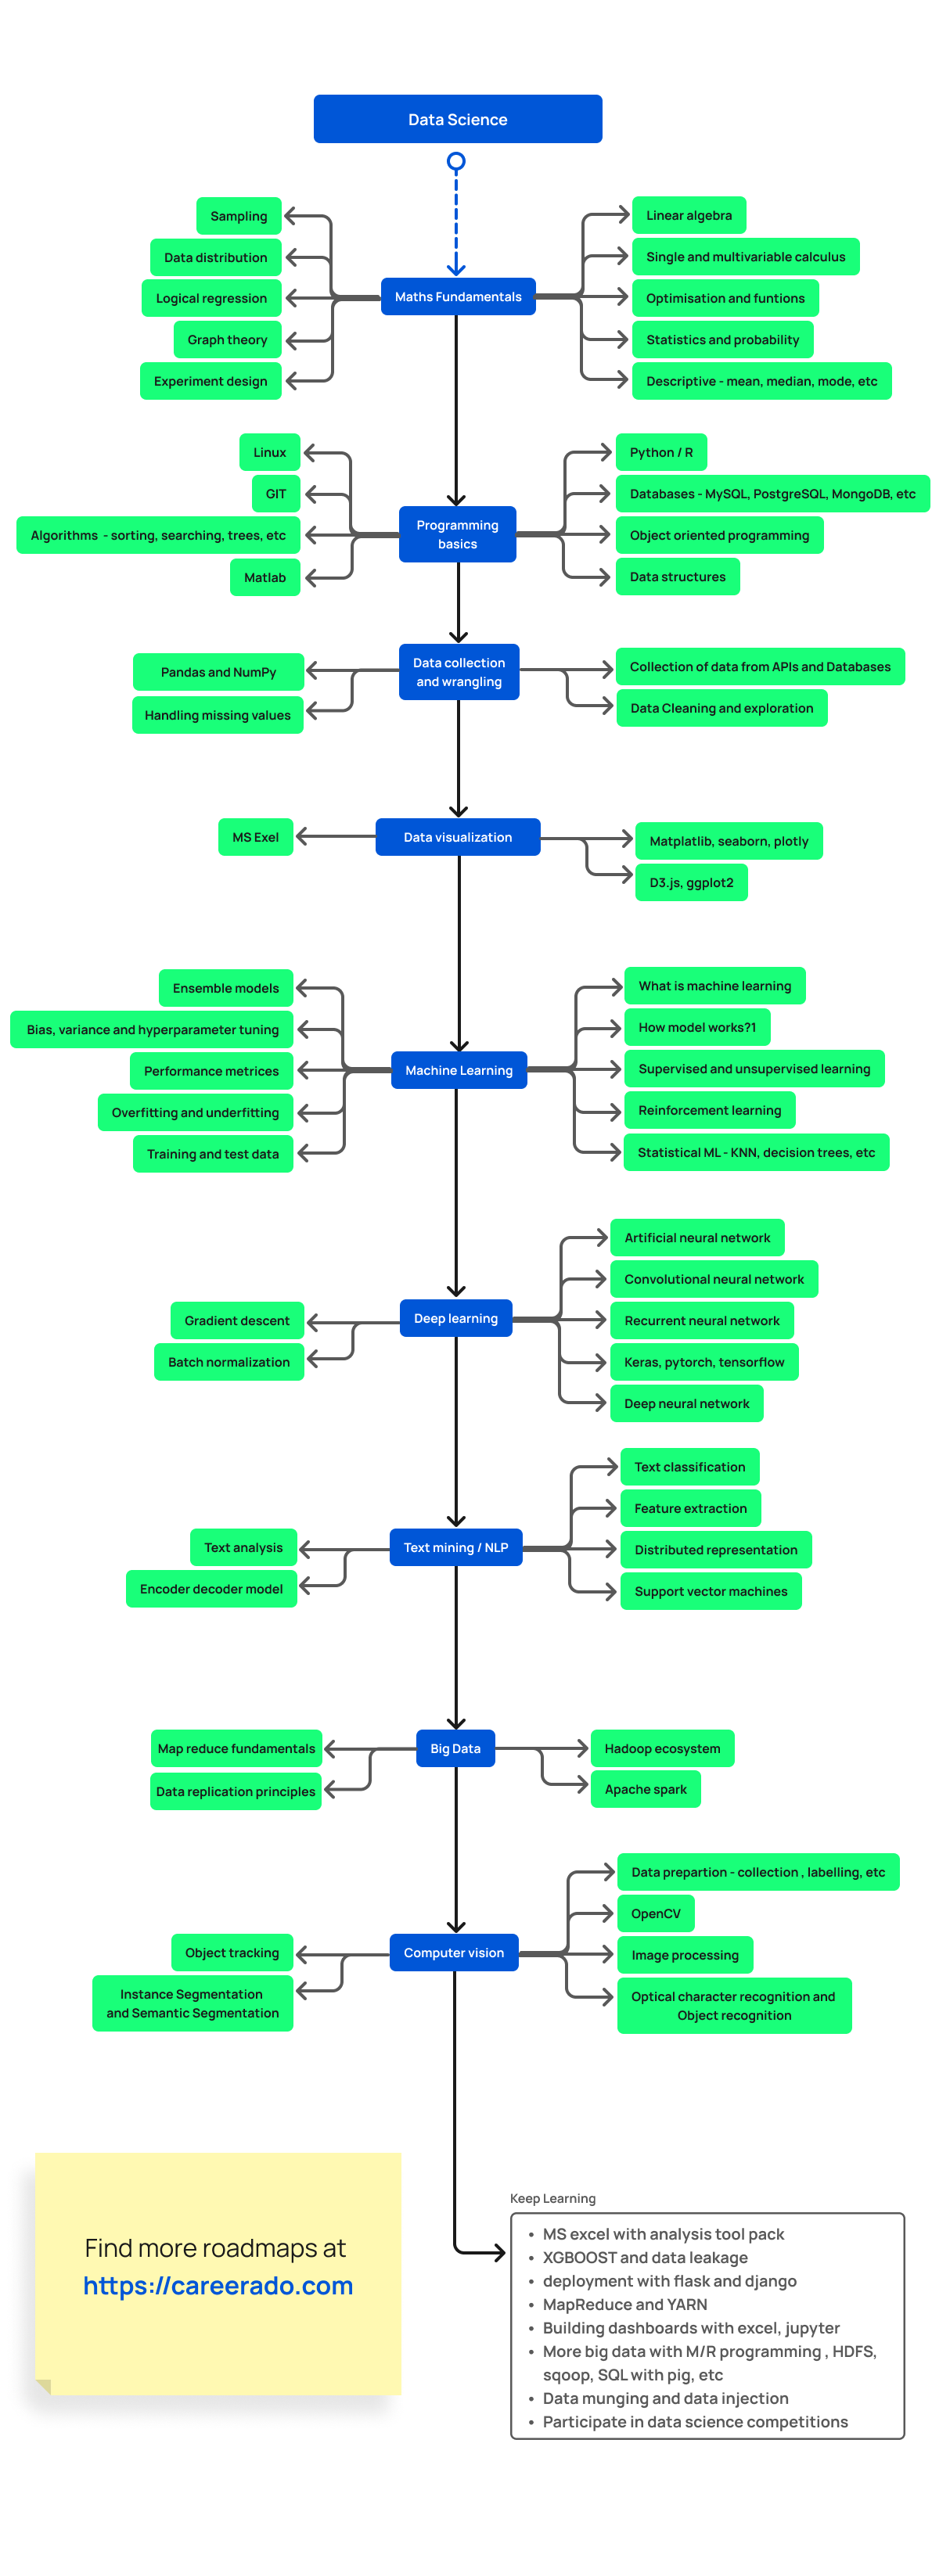 Data Science
Sampling
Data distribution
Logical regression
Graph theory
Experiment design
Maths Fundamentals
Linear algebra
Single and multivariable calculus
Optimisation and funtions
Statistics and probability
Descriptive - mean, median, mode, etc
Linux
GIT
Algorithms - sorting, searching, trees, etc
Matlab
Programming
basics
Python / R
Databases - MySQL, PostgreSQL, MongoDB, etc
Object oriented programming
Data structures
Pandas and NumPy
Handling missing values
Data collection
and wrangling
Collection of data from APIs and Databases
Data Cleaning and exploration
MS Exel
Data visualization
Matplatlib, seaborn, plotly
D3.js, ggplot2
Ensemble models
Bias, variance and hyperparameter tuning
Performance metrices
Overfitting and underfitting
Training and test data
Machine Learning
What is machine learning
How model works?1
Supervised and unsupervised learning
Reinforcement learning
Statistical ML - KNN, decision trees, etc
Gradient descent
Batch normalization
Deep learning
Artificial neural network
Convolutional neural network
Recurrent neural network
Keras, pytorch, tensorflow
Deep neural network
Text analysis
Encoder decoder model
Text mining / NLP
Text classification
Feature extraction
Distributed representation
Support vector machines
Map reduce fundamentals
Data replication principles
Big Data
Hadoop ecosystem
Apache spark
Object tracking
Instance Segmentation
and Semantic Segmentation
Computer vision
Data prepartion - collection , labelling, etc
OpenCV
Image processing
Optical character recognition and
Object recognition
Find more roadmaps at
https://careerado.com
Keep Learning
• MS excel with analysis tool pack
• XGBOOST and data leakage
• deployment with flask and django
• MapReduce and YARN
• Building dashboards with excel, jupyter
• More big data with M/R programming , HDFS,
sqoop, SQL with pig, etc
• Data munging and data injection
• Participate in data science competitions